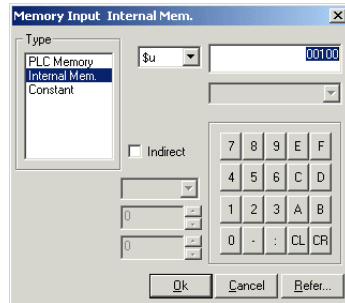 Memory Input Internal Mem.
Type
PLC Memory
Internal Mem.
Constant
$u
00100
Indirect
7 8 9 E F
4 5 6 C D
0
1 2 3 A B
0
0 - : CL CR
Ok Cancel Refer...